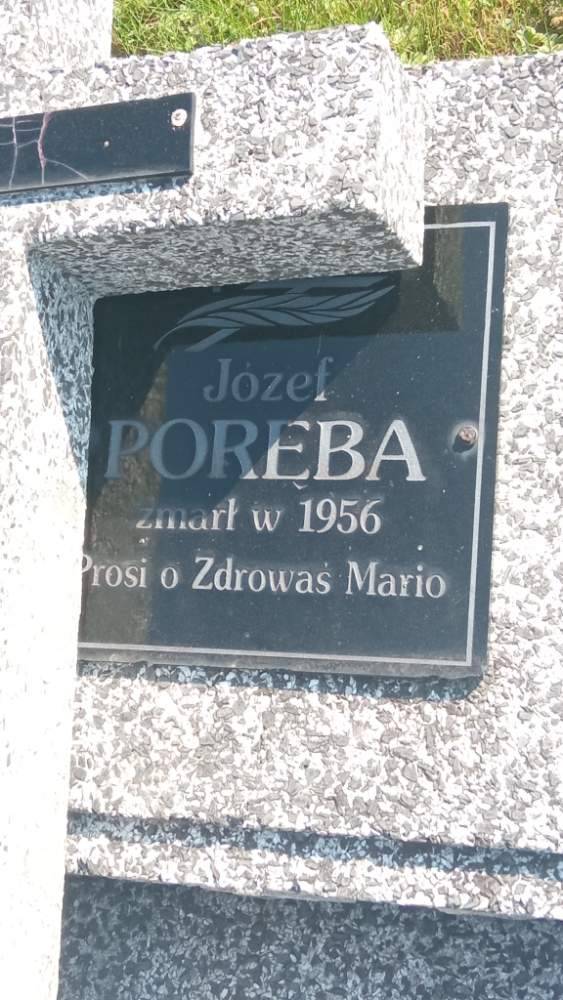 Józef
PORĘBA
zmarł w 1956
Prosi o Zdrowaś Mario